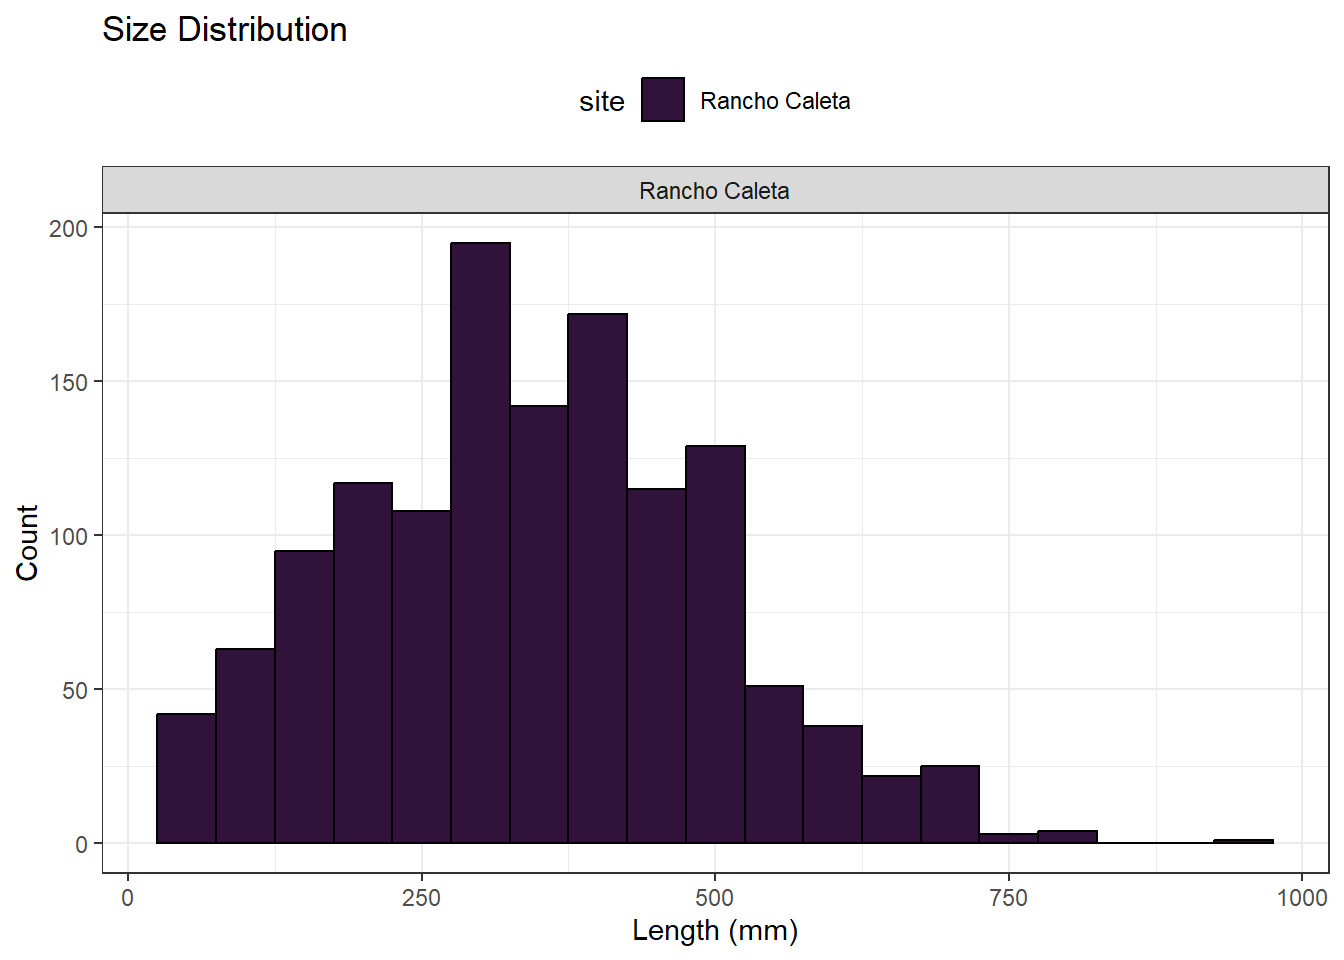 Size Distribution
site Rancho Caleta
Rancho Caleta
200
150
100
50
0
Count
0 250 500 750 1000
Length (mm)